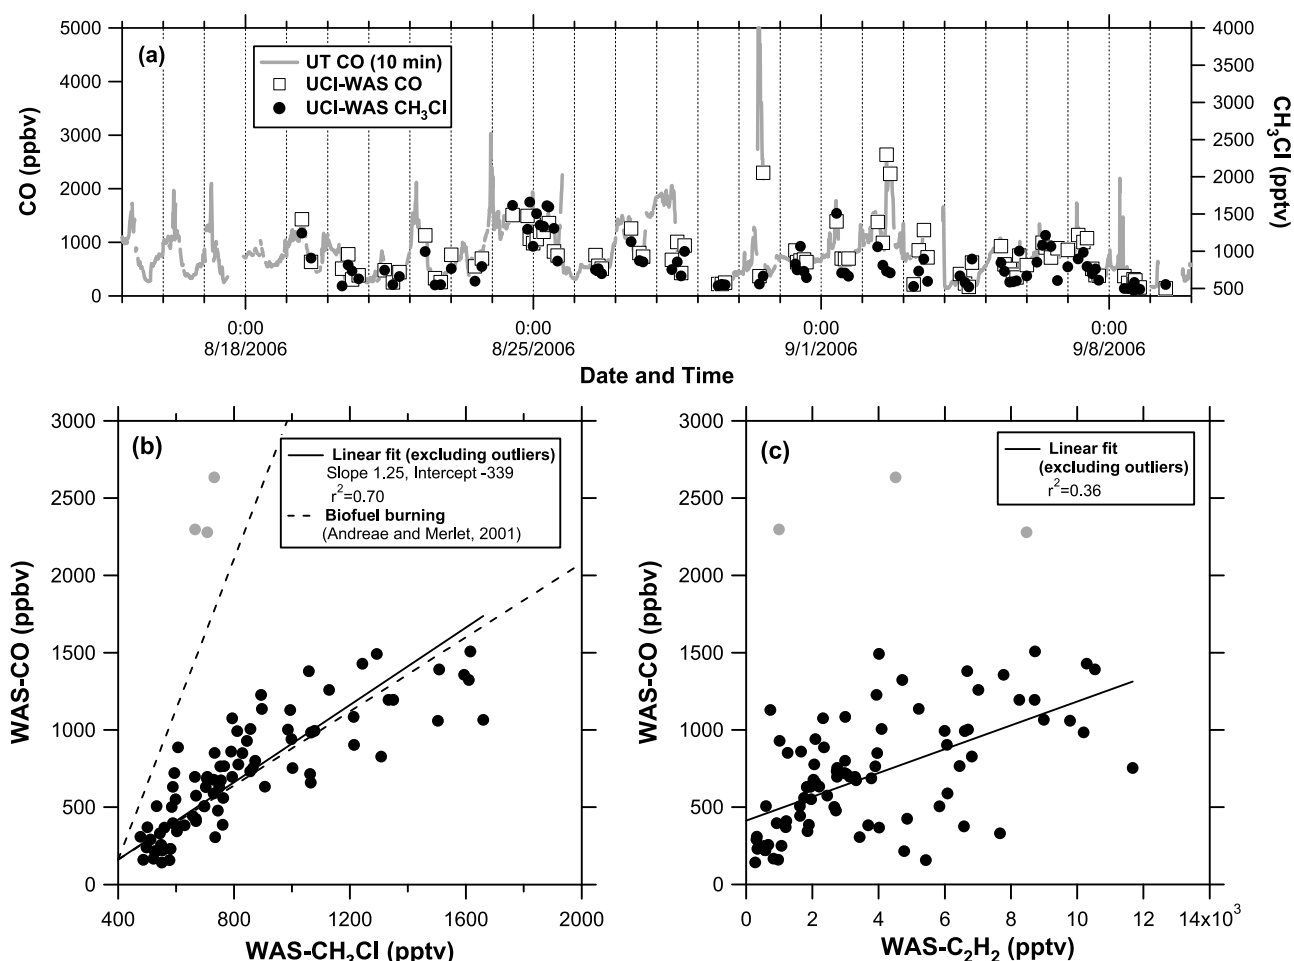 (a)
UT CO (10 min)
UCI-WAS CO
UCI-WAS CH₃Cl
CO (ppbv)
5000
4000
3000
2000
1000
0
CH₃Cl (pptv)
4000
3500
3000
2500
2000
1500
1000
500
0:00
8/18/2006
0:00
8/25/2006
0:00
9/1/2006
0:00
9/8/2006
Date and Time
(b)
Linear fit (excluding outliers)
Slope 1.25, Intercept -339
r²=0.70
Biofuel burning
(Andreae and Merlet, 2001)
WAS-CO (ppbv)
3000
2500
2000
1500
1000
500
0
400
800
1200
1600
2000
WAS-CH₃Cl (pptv)
(c)
Linear fit
(excluding outliers)
r²=0.36
WAS-CO (ppbv)
3000
2500
2000
1500
1000
500
0
0
2
4
6
8
10
12
14x10³
WAS-C₂H₂ (pptv)